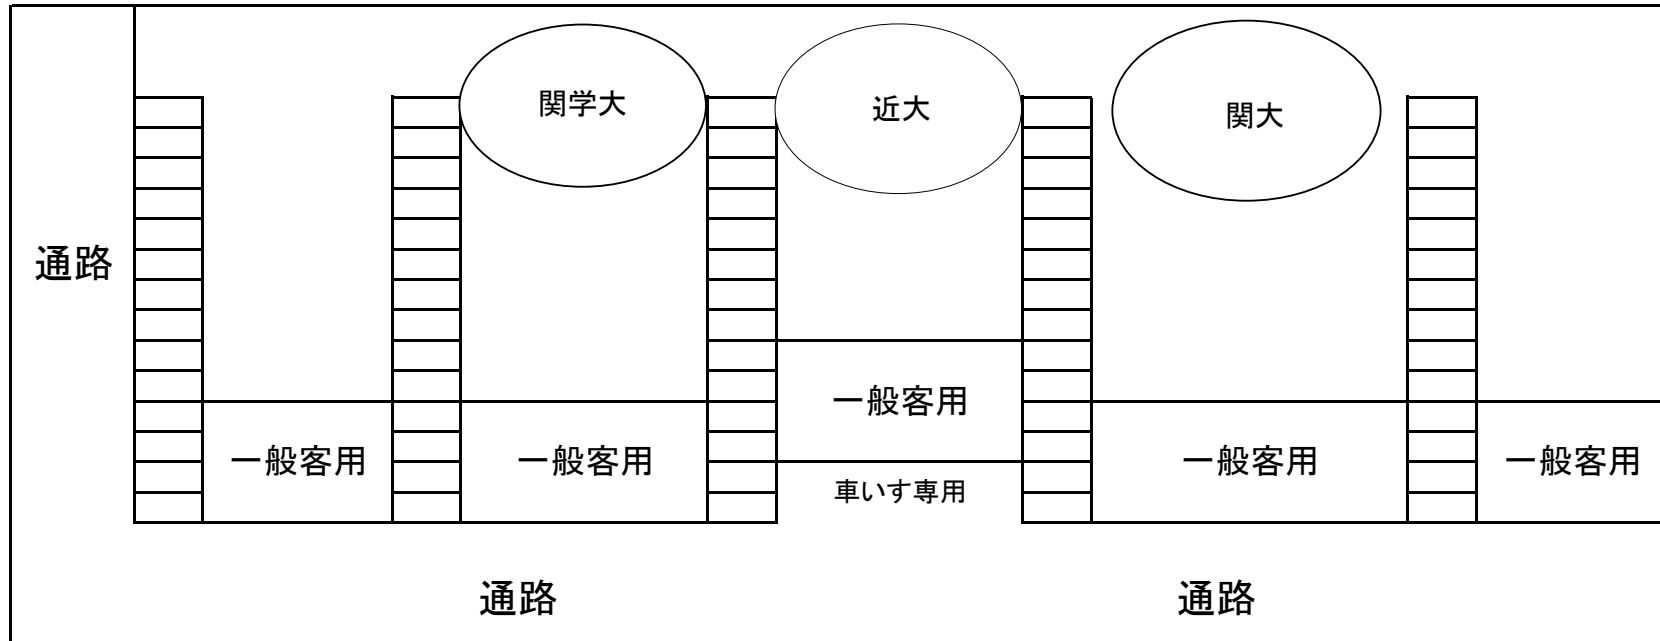 関学大
近大
関大
通路
一般客用
一般客用
一般客用
一般客用
一般客用
車いす専用
通路
通路